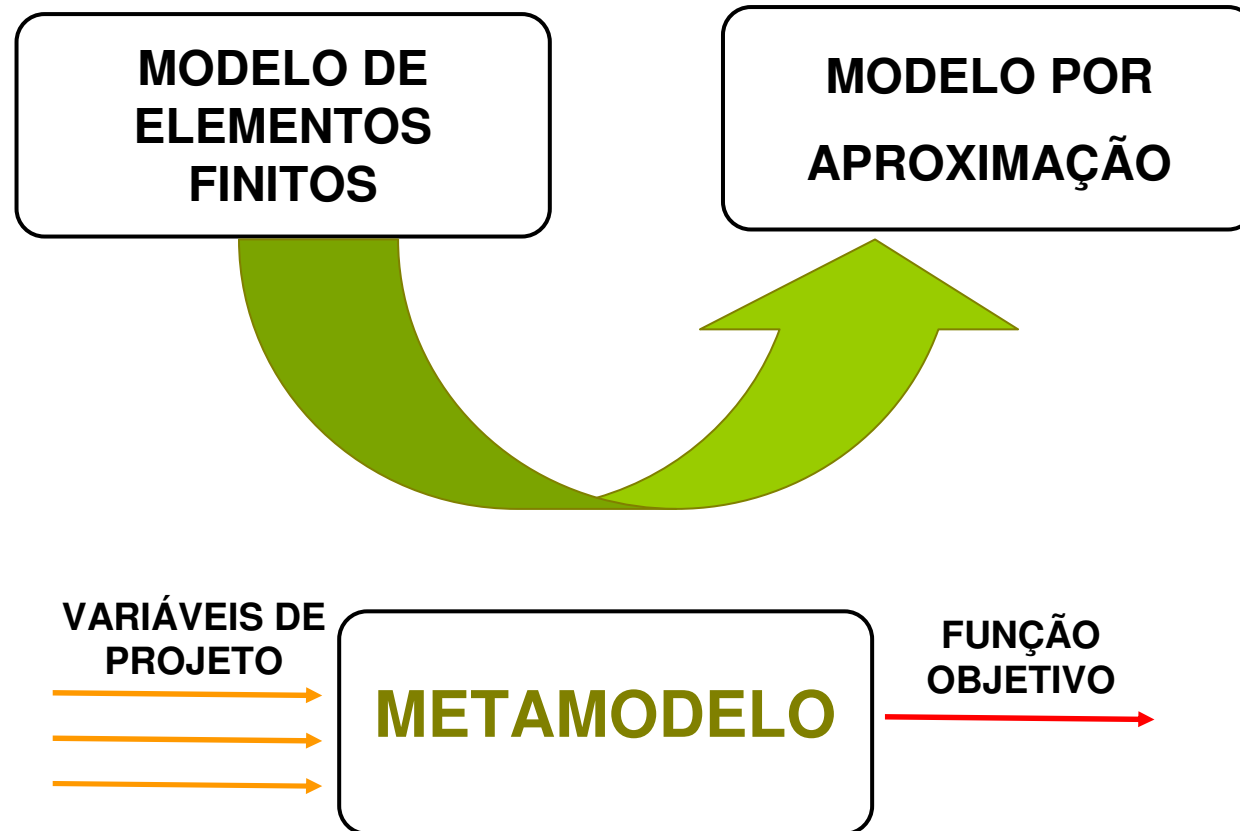 MODELO DE
ELEMENTOS
FINITOS
MODELO POR
APROXIMAÇÃO
VARIÁVEIS DE
PROJETO
METAMODELO
FUNÇÃO
OBJETIVO